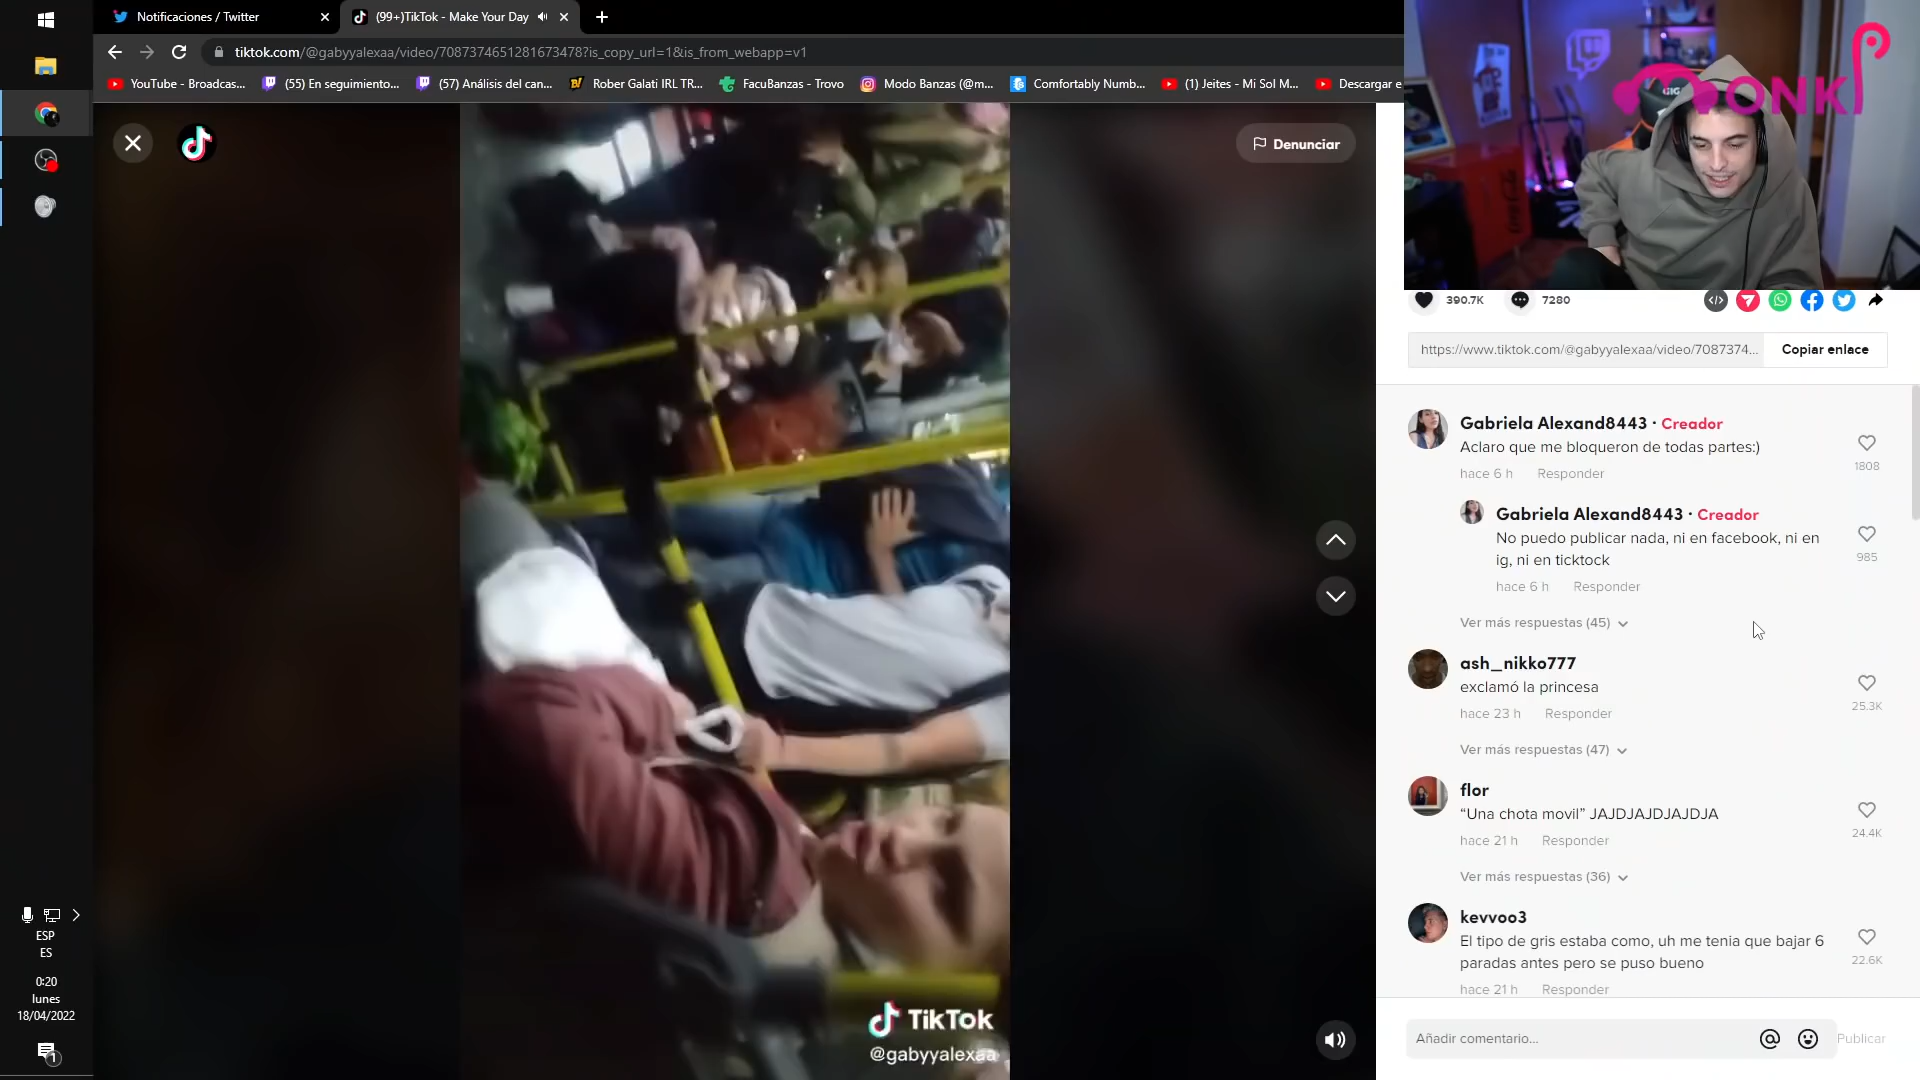 Notificaciones / Twitter
(99+)TikTok - Make Your Day
tiktok.com/@gabyyalexaa/video/7087374651281673478?is_copy_url=1&is_from_webapp=v1
YouTube - Broadcas...
(55) En seguimiento...
(57) Análisis del can...
Rober Galati IRL TR...
FacuBanzas - Trovo
Modo Banzas (@m...
Comfortably Numb...
(1) Jeites - Mi Sol M...
Descargar e
MONKP
Denunciar
390.7K
7280
https://www.tiktok.com/@gabyyalexaa/video/7087374...
Copiar enlace
Gabriela Alexand8443 · Creador
Aclaro que me bloqueron de todas partes:)
hace 6 h Responder
1808
Gabriela Alexand8443 · Creador
No puedo publicar nada, ni en facebook, ni en
ig, ni en ticktock
985
hace 6 h Responder
Ver más respuestas (45)
ash_nikko777
exclamó la princesa
25.3K
hace 23 h Responder
Ver más respuestas (47)
flor
“Una chota movil” JAJDJAJDJAJDJA
24.4K
hace 21 h Responder
Ver más respuestas (36)
kevvoo3
El tipo de gris estaba como, uh me tenia que bajar 6
paradas antes pero se puso bueno
22.6K
hace 21 h Responder
Añadir comentario...
Publicar
TikTok
@gabyyalexaa
ESP
ES
0:20
lunes
18/04/2022
1